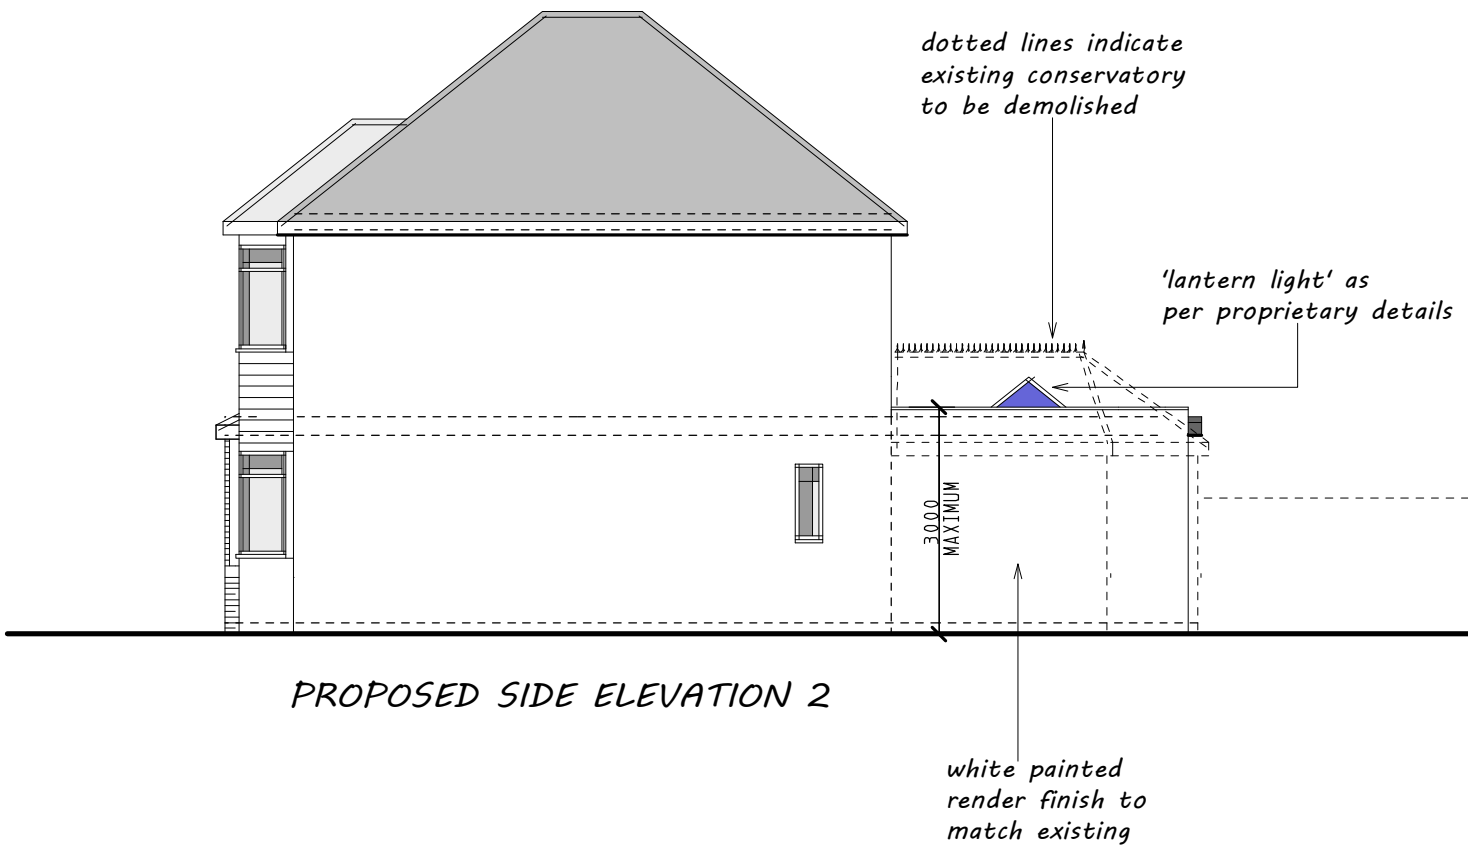 dotted lines indicate
existing conservatory
to be demolished
'lantern light' as
per proprietary details
3000
MAXIMUM
PROPOSED SIDE ELEVATION 2
white painted
render finish to
match existing